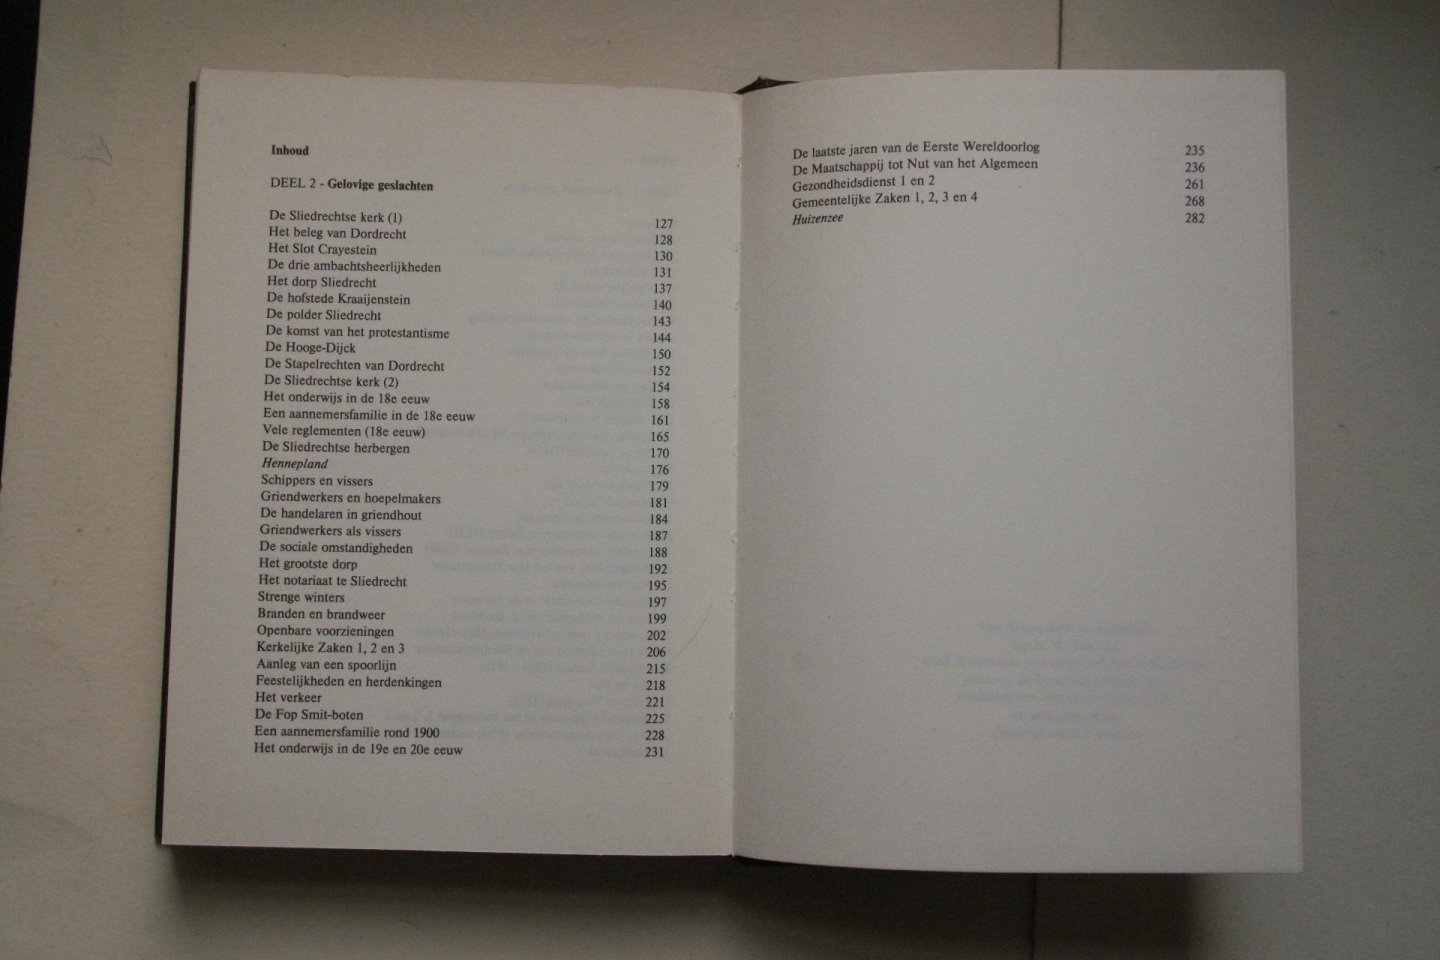 Inhoud
DEEL 2 - Gelovige geslachten
De Sliedrechtse kerk (1) 127
Het beleg van Dordrecht 128
Het Slot Crayestein 130
De drie ambachtsheerlijkheden 131
Het dorp Sliedrecht 137
De hofstede Kraaijenstein 140
De polder Sliedrecht 143
De komst van het protestantisme 144
De Hooge-Dijck 150
De Stapelrechten van Dordrecht 152
De Sliedrechtse kerk (2) 154
Het onderwijs in de 18e eeuw 158
Een aannemersfamilie in de 18e eeuw 161
Vele reglementen (18e eeuw) 165
De Sliedrechtse herbergen 170
Hennepland 176
Schippers en vissers 179
Griendwerkers en hoepelmakers 181
De handelaren in griendhout 184
Griendwerkers als vissers 187
De sociale omstandigheden 188
Het grootste dorp 192
Het notariaat te Sliedrecht 195
Strenge winters 197
Branden en brandweer 199
Openbare voorzieningen 202
Kerkelijke Zaken 1, 2 en 3 206
Aanleg van een spoorlijn 215
Feestelijkheden en herdenkingen 218
Het verkeer 221
De Fop Smit-boten 225
Een aannemersfamilie rond 1900 228
Het onderwijs in de 19e en 20e eeuw 231
De laatste jaren van de Eerste Wereldoorlog 235
De Maatschappij tot Nut van het Algemeen 236
Gezondheidsdienst 1 en 2 261
Gemeentelijke Zaken 1, 2, 3 en 4 268
Huizenzee 282